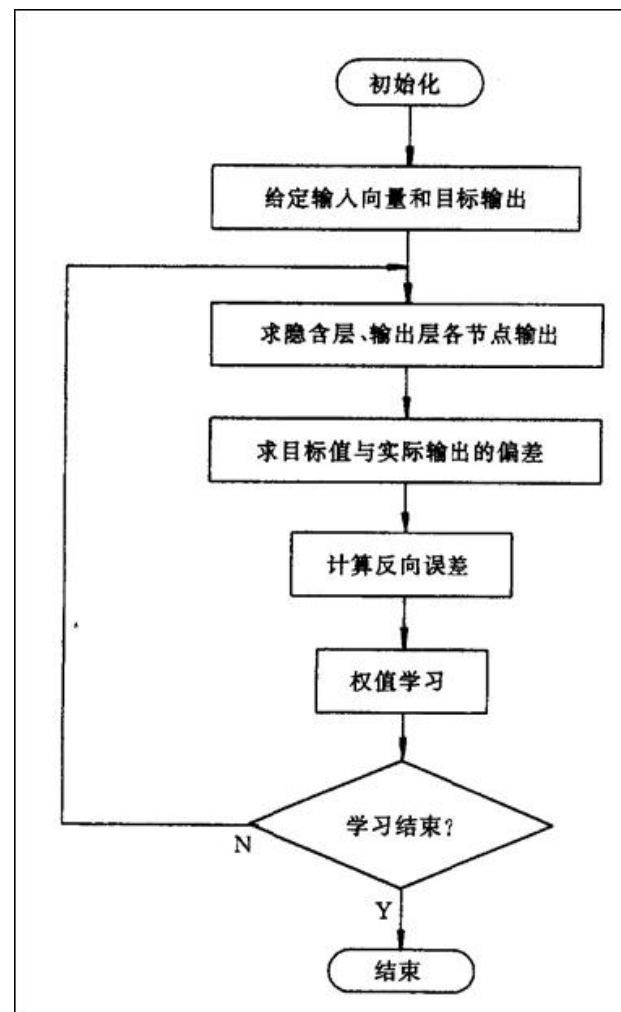 初始化
给定输入向量和目标输出
求隐含层、输出层各节点输出
求目标值与实际输出的偏差
计算反向误差
权值学习
学习结束?
N
Y
结束